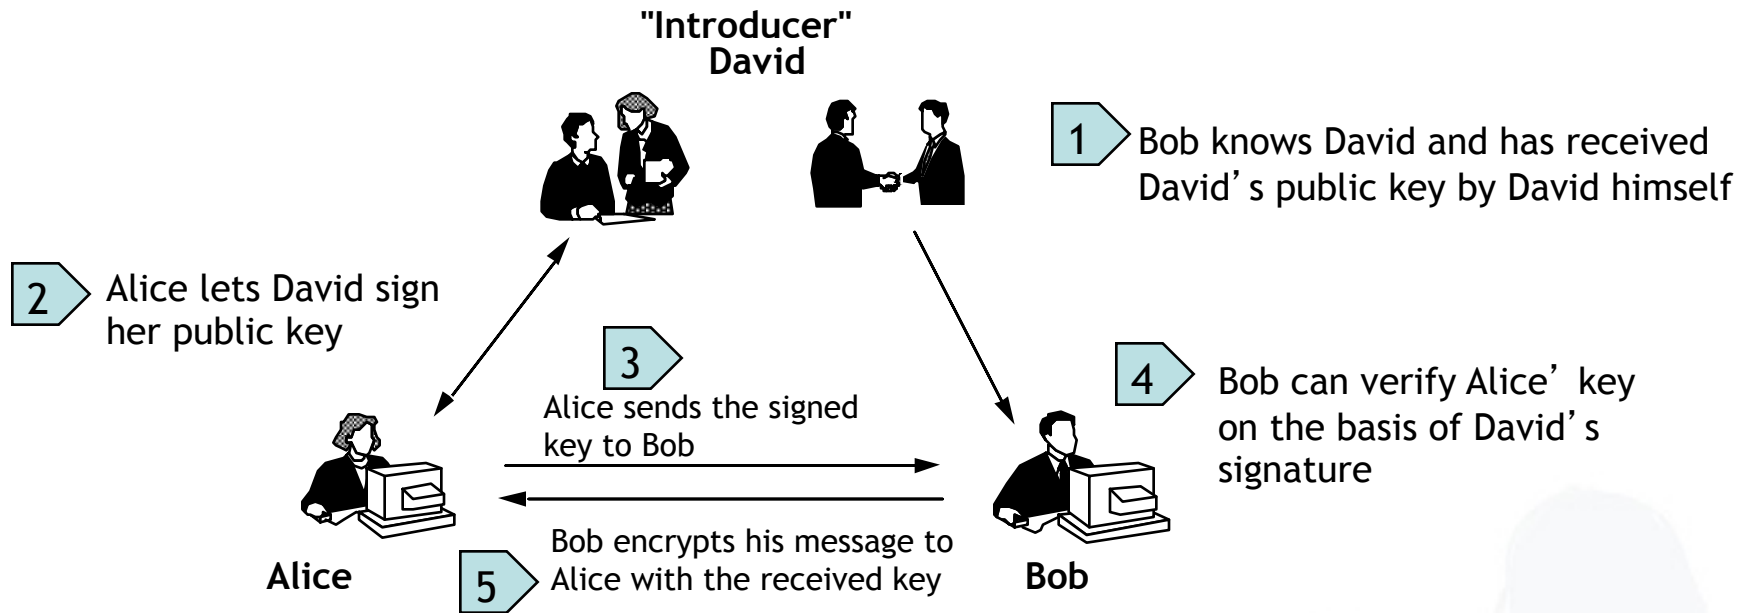 "Introducer"
David
1
Bob knows David and has received
David's public key by David himself
2
Alice lets David sign
her public key
3
Alice sends the signed
key to Bob
4
Bob can verify Alice' key
on the basis of David's
signature
5
Bob encrypts his message to
Alice with the received key
Alice
Bob